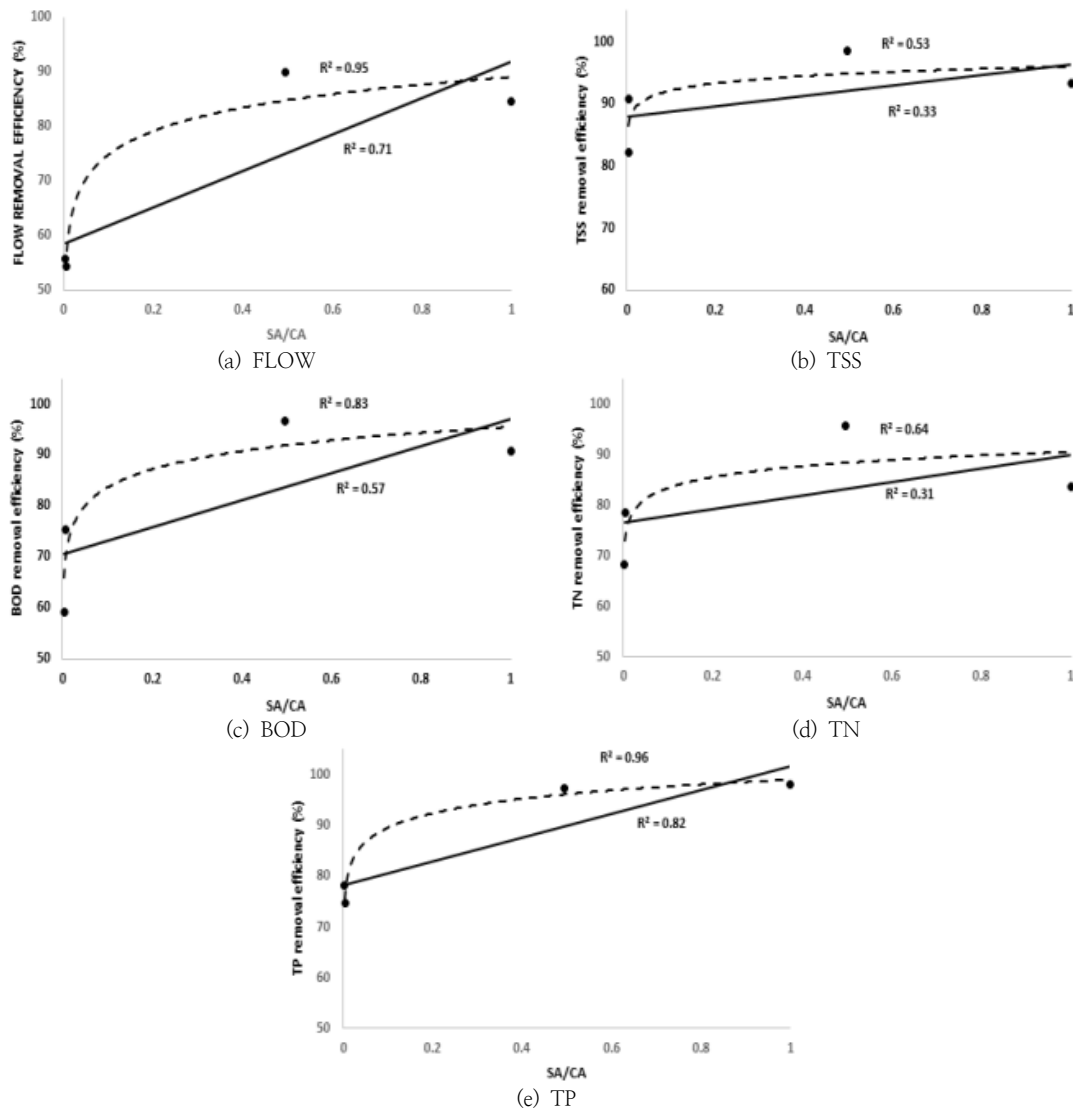 100
90
80
70
60
50
FLOW REMOVAL EFFICIENCY (%)
R² = 0.95
R² = 0.71
0 0.2 0.4 0.6 0.8 1
SA/CA
(a) FLOW
100
90
80
70
60
TSS removal efficiency (%)
R² = 0.53
R² = 0.33
0 0.2 0.4 0.6 0.8 1
SA/CA
(b) TSS
100
90
80
70
60
50
BOD removal efficiency (%)
R² = 0.83
R² = 0.57
0 0.2 0.4 0.6 0.8 1
SA/CA
(c) BOD
100
90
80
70
60
50
TN removal efficiency (%)
R² = 0.64
R² = 0.31
0 0.2 0.4 0.6 0.8 1
SA/CA
(d) TN
100
90
80
70
60
50
TP removal efficiency (%)
R² = 0.96
R² = 0.82
0 0.2 0.4 0.6 0.8 1
SA/CA
(e) TP